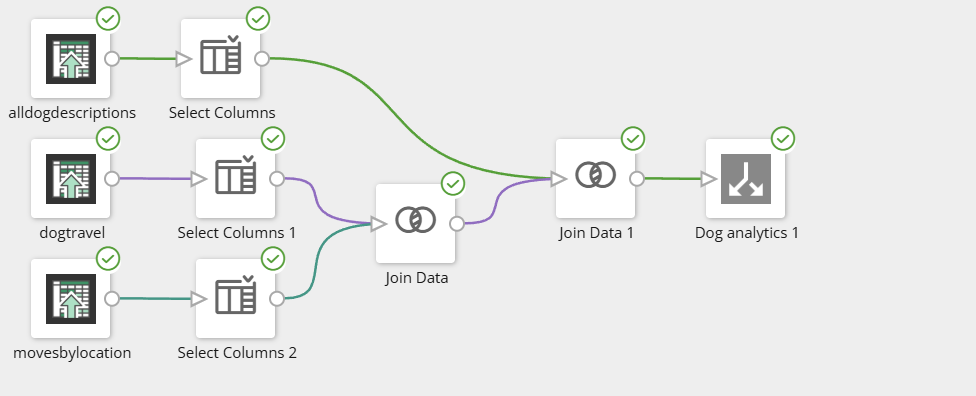 alldogdescriptions
Select Columns
dogtravel
Select Columns 1
Join Data 1
Dog analytics 1
Join Data
movesbylocation
Select Columns 2